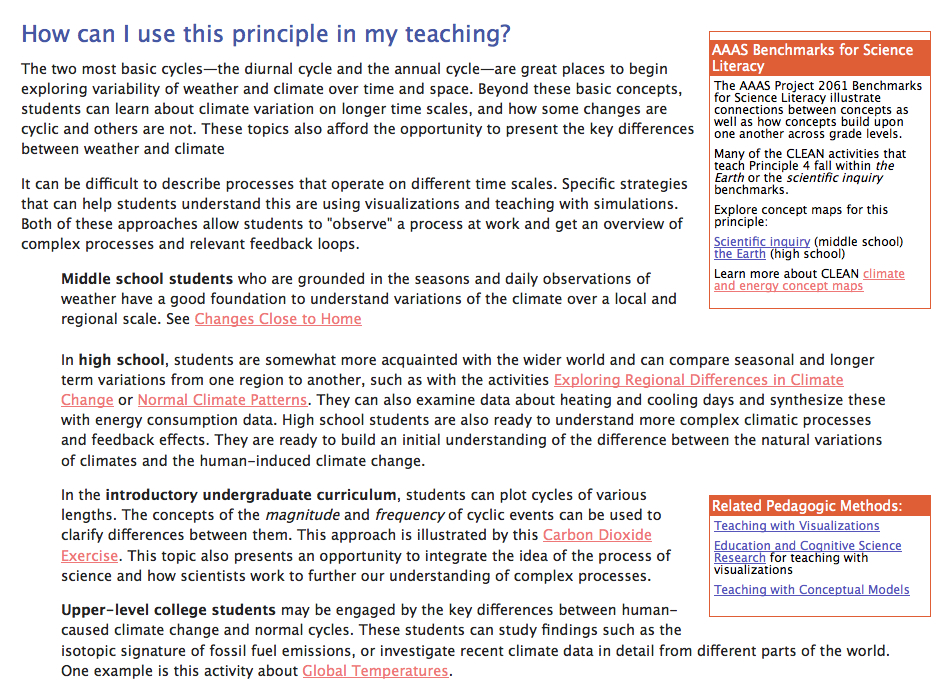 How can I use this principle in my teaching?
The two most basic cycles—the diurnal cycle and the annual cycle—are great places to begin
exploring variability of weather and climate over time and space. Beyond these basic concepts,
students can learn about climate variation on longer time scales, and how some changes are
cyclic and others are not. These topics also afford the opportunity to present the key differences
between weather and climate
It can be difficult to describe processes that operate on different time scales. Specific strategies
that can help students understand this are using visualizations and teaching with simulations.
Both of these approaches allow students to "observe" a process at work and get an overview of
complex processes and relevant feedback loops.
Middle school students who are grounded in the seasons and daily observations of
weather have a good foundation to understand variations of the climate over a local and
regional scale. See Changes Close to Home
In high school, students are somewhat more acquainted with the wider world and can compare seasonal and longer
term variations from one region to another, such as with the activities Exploring Regional Differences in Climate
Change or Normal Climate Patterns. They can also examine data about heating and cooling days and synthesize these
with energy consumption data. High school students are also ready to understand more complex climatic processes
and feedback effects. They are ready to build an initial understanding of the difference between the natural variations
of climates and the human-induced climate change.
In the introductory undergraduate curriculum, students can plot cycles of various
lengths. The concepts of the magnitude and frequency of cyclic events can be used to
clarify differences between them. This approach is illustrated by this Carbon Dioxide
Exercise. This topic also presents an opportunity to integrate the idea of the process of
science and how scientists work to further our understanding of complex processes.
Upper-level college students may be engaged by the key differences between human-
caused climate change and normal cycles. These students can study findings such as the
isotopic signature of fossil fuel emissions, or investigate recent climate data in detail from different parts of the world.
One example is this activity about Global Temperatures.
AAAS Benchmarks for Science
Literacy
The AAAS Project 2061 Benchmarks
for Science Literacy illustrate
connections between concepts as
well as how concepts build upon
one another across grade levels.
Many of the CLEAN activities that
teach Principle 4 fall within the
Earth or the scientific inquiry
benchmarks.
Explore concept maps for this
principle:
Scientific inquiry (middle school)
the Earth (high school)
Learn more about CLEAN climate
and energy concept maps
Related Pedagogic Methods:
Teaching with Visualizations
Education and Cognitive Science
Research for teaching with
visualizations
Teaching with Conceptual Models